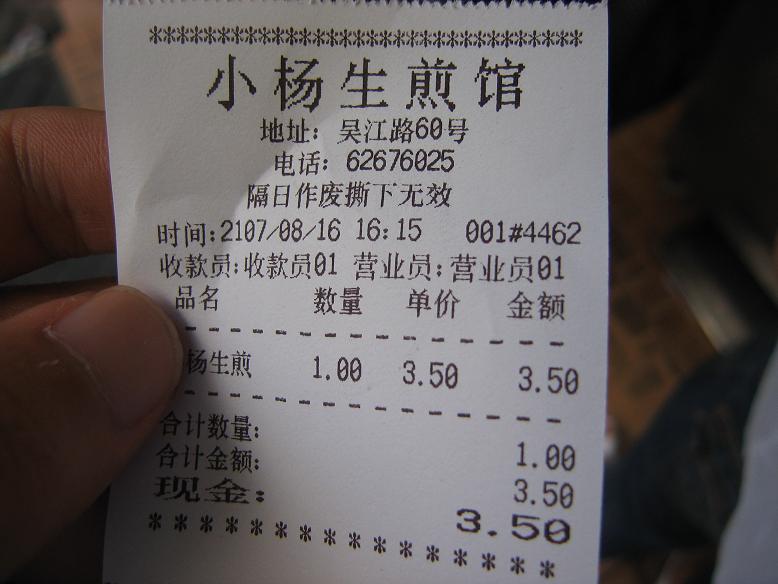 ******************************************
小杨生煎馆
地址：吴江路60号
电话：62676025
隔日作废撕下无效
时间:2107/08/16 16:15 001#4462
收款员:收款员01 营业员:营业员01
品名 数量 单价 金额
杨生煎 1.00 3.50 3.50
合计数量: 1.00
合计金额: 3.50
现金: 3.50
* * * * * * * * * * * * * * * * *